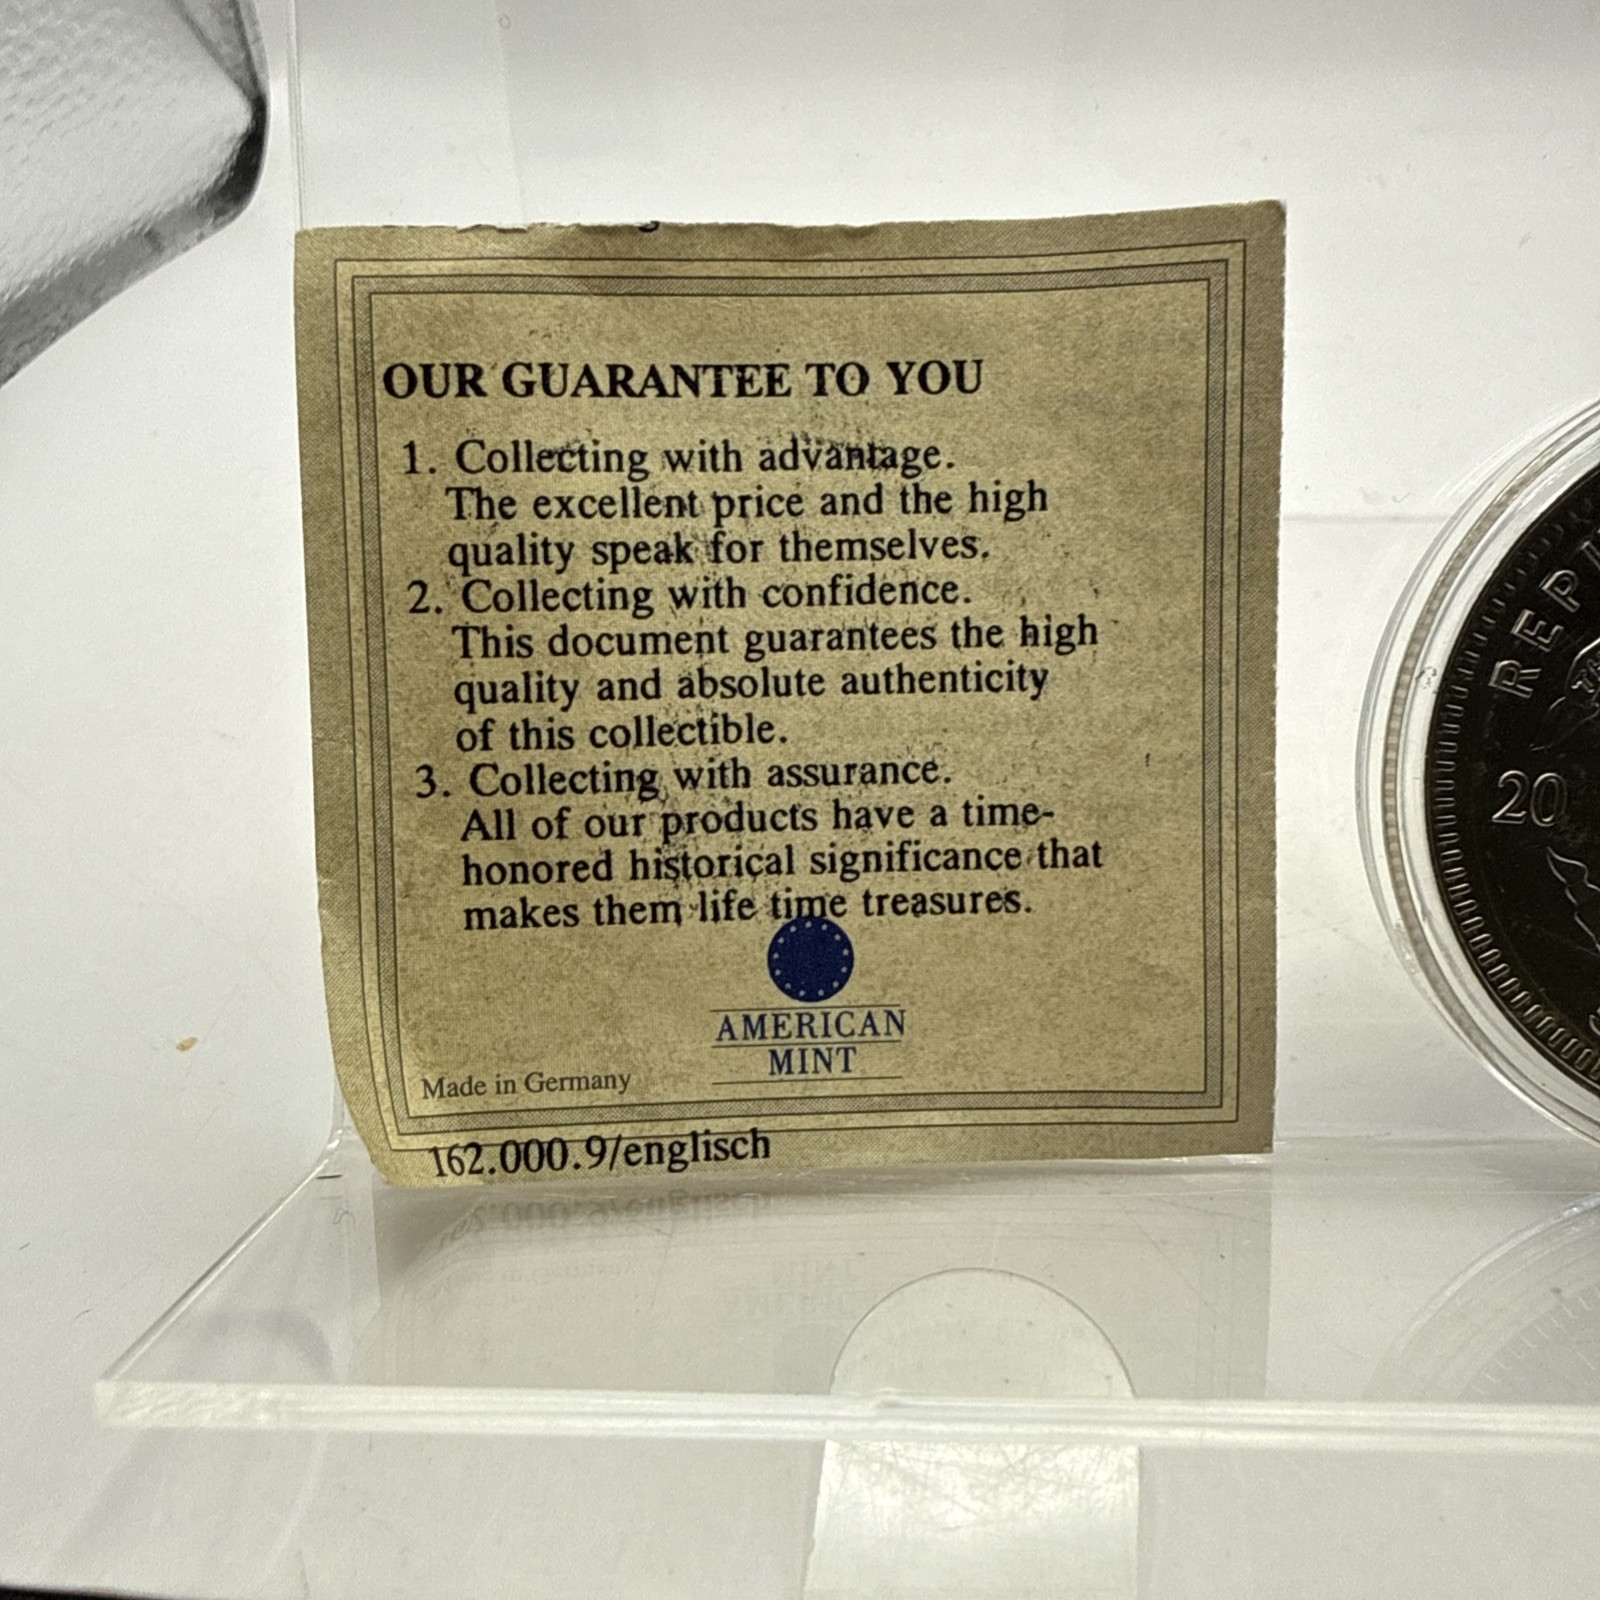 OUR GUARANTEE TO YOU
1. Collecting with advantage.
The excellent price and the high
quality speak for themselves.
2. Collecting with confidence.
This document guarantees the high
quality and absolute authenticity
of this collectible.
3. Collecting with assurance.
All of our products have a time-
honored historical significance that
makes them life time treasures.
AMERICAN
MINT
Made in Germany
162.000.9/englisch
REP
20